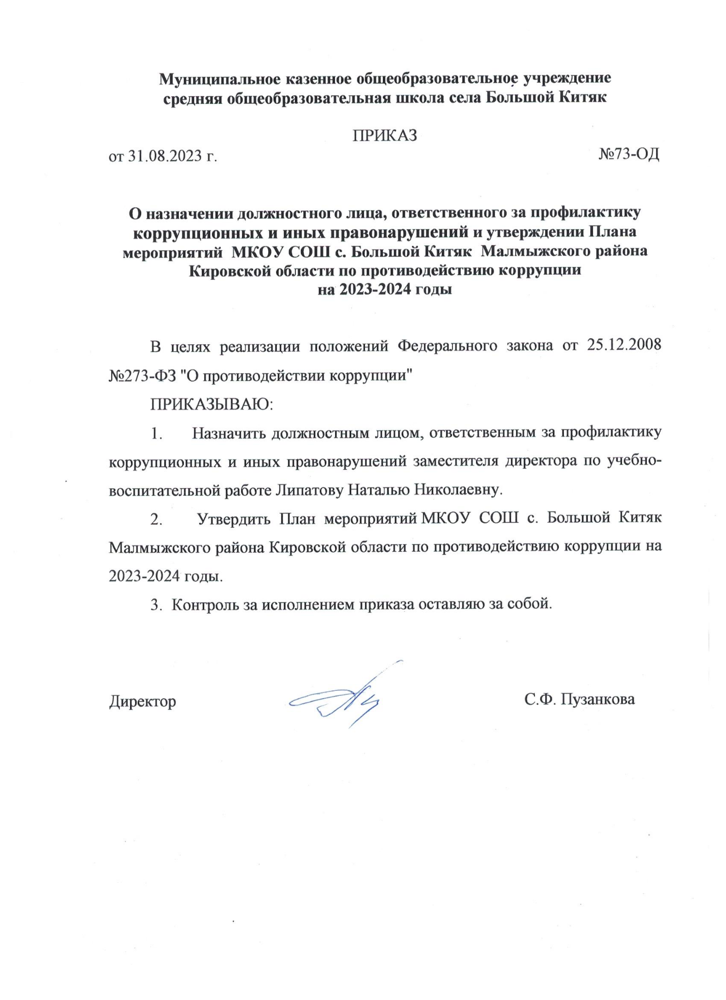 Муниципальное казенное общеобразовательное учреждение
средняя общеобразовательная школа села Большой Китяк
ПРИКАЗ
от 31.08.2023 г. №73-ОД
О назначении должностного лица, ответственного за профилактику
коррупционных и иных правонарушений и утверждении Плана
мероприятий МКОУ СОШ с. Большой Китяк Малмыжского района
Кировской области по противодействию коррупции
на 2023-2024 годы
В целях реализации положений Федерального закона от 25.12.2008
№273-ФЗ "О противодействии коррупции"
ПРИКАЗЫВАЮ:
1. Назначить должностным лицом, ответственным за профилактику
коррупционных и иных правонарушений заместителя директора по учебно-
воспитательной работе Липатову Наталью Николаевну.
2. Утвердить План мероприятий МКОУ СОШ с. Большой Китяк
Малмыжского района Кировской области по противодействию коррупции на
2023-2024 годы.
3. Контроль за исполнением приказа оставляю за собой.
Директор С.Ф. Пузанкова